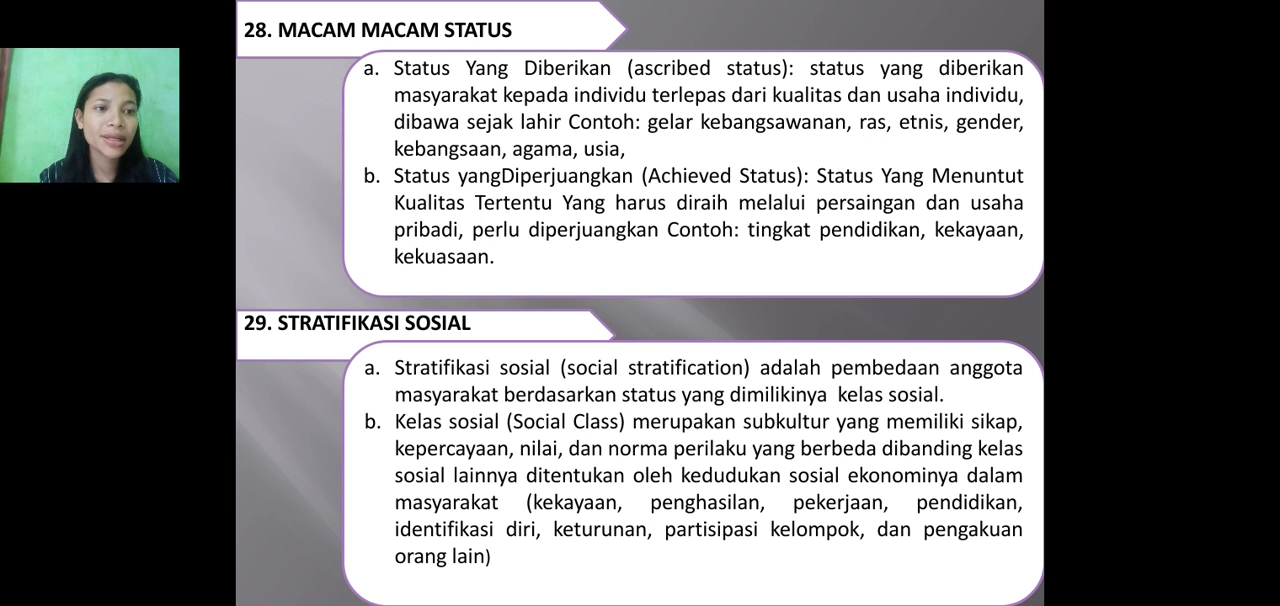 28. MACAM MACAM STATUS
a. Status Yang Diberikan (ascribed status): status yang diberikan
masyarakat kepada individu terlepas dari kualitas dan usaha individu,
dibawa sejak lahir Contoh: gelar kebangsawanan, ras, etnis, gender,
kebangsaan, agama, usia,
b. Status yangDiperjuangkan (Achieved Status): Status Yang Menuntut
Kualitas Tertentu Yang harus diraih melalui persaingan dan usaha
pribadi, perlu diperjuangkan Contoh: tingkat pendidikan, kekayaan,
kekuasaan.
29. STRATIFIKASI SOSIAL
a. Stratifikasi sosial (social stratification) adalah pembedaan anggota
masyarakat berdasarkan status yang dimilikinya kelas sosial.
b. Kelas sosial (Social Class) merupakan subkultur yang memiliki sikap,
kepercayaan, nilai, dan norma perilaku yang berbeda dibanding kelas
sosial lainnya ditentukan oleh kedudukan sosial ekonominya dalam
masyarakat (kekayaan, penghasilan, pekerjaan, pendidikan,
identifikasi diri, keturunan, partisipasi kelompok, dan pengakuan
orang lain)